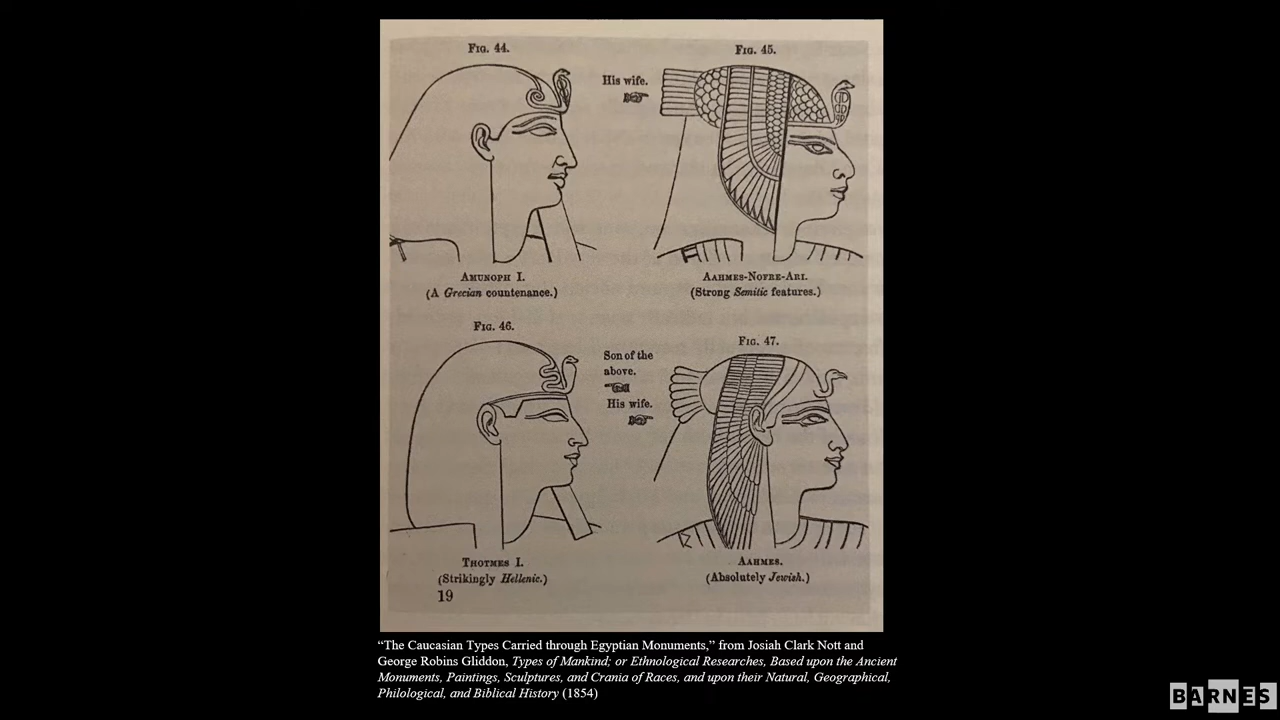 FIG. 44.
FIG. 45.
His wife.
AMUNOPH I.
(A Grecian countenance.)
AAHMES-NOFRE-ARI.
(Strong Semitic features.)
FIG. 46.
FIG. 47.
Son of the
above.
His wife.
THOTMES I.
(Strikingly Hellenic.)
AAHMES.
(Absolutely Jewish.)
19
“The Caucasian Types Carried through Egyptian Monuments,” from Josiah Clark Nott and
George Robins Gliddon, Types of Mankind; or Ethnological Researches, Based upon the Ancient
Monuments, Paintings, Sculptures, and Crania of Races, and upon their Natural, Geographical,
Philological, and Biblical History (1854)
BARNES